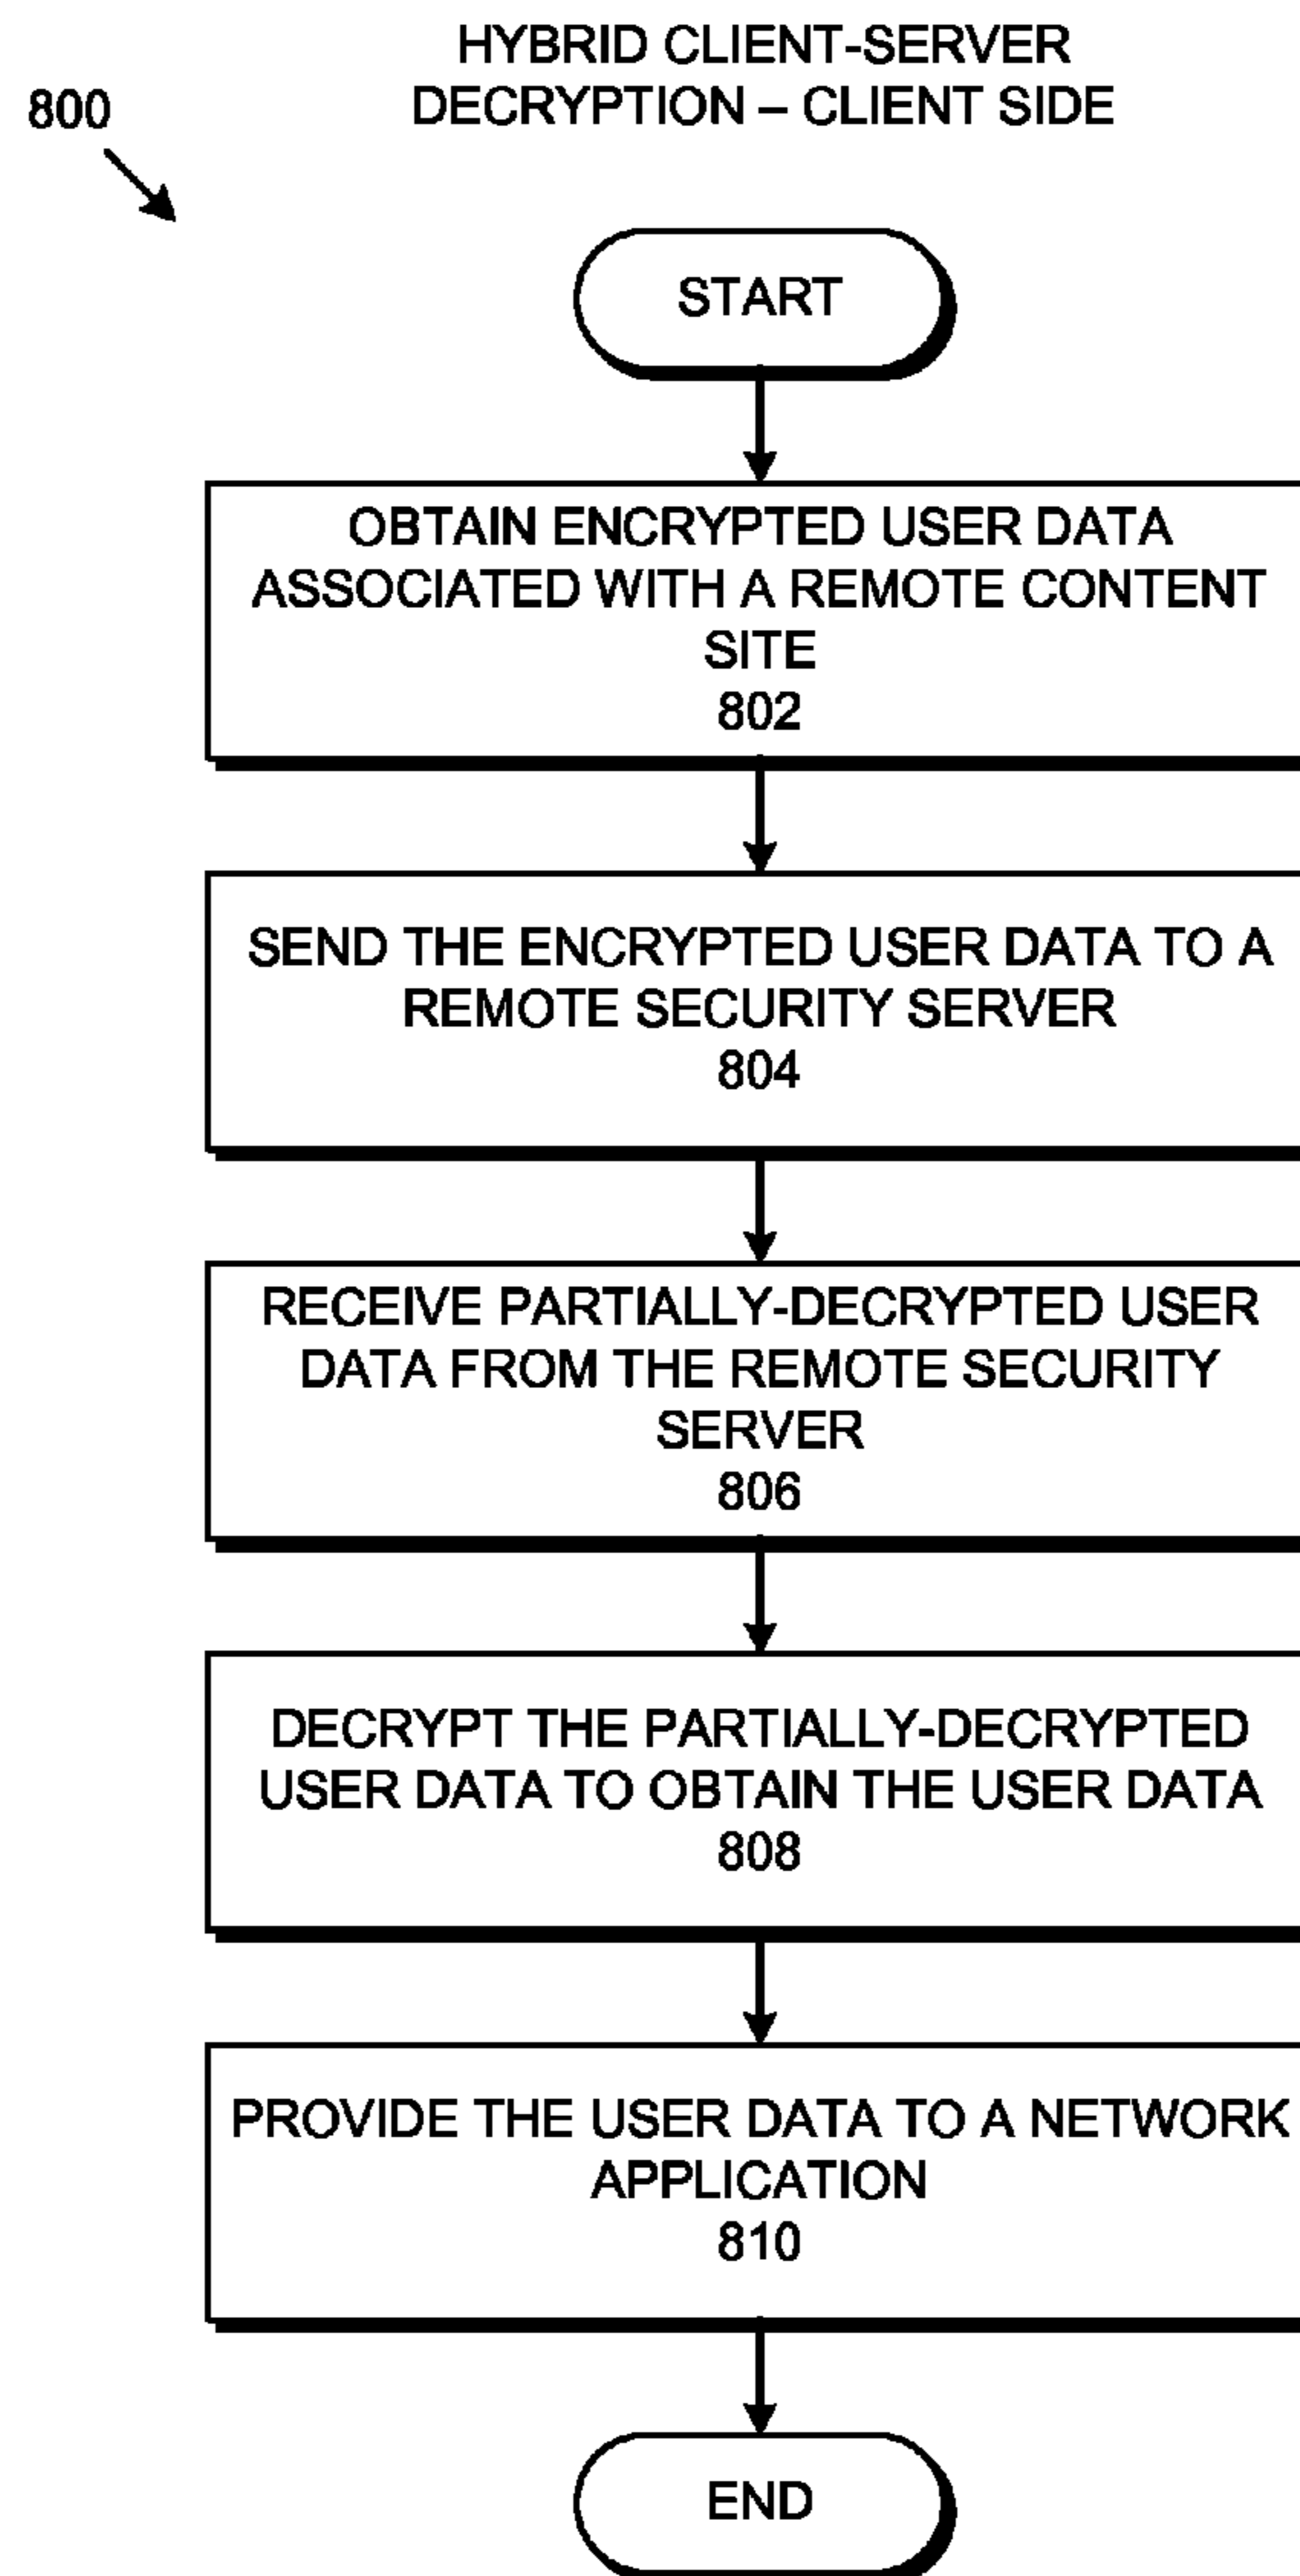 HYBRID CLIENT-SERVER
DECRYPTION – CLIENT SIDE
800
START
OBTAIN ENCRYPTED USER DATA
ASSOCIATED WITH A REMOTE CONTENT
SITE
802
SEND THE ENCRYPTED USER DATA TO A
REMOTE SECURITY SERVER
804
RECEIVE PARTIALLY-DECRYPTED USER
DATA FROM THE REMOTE SECURITY
SERVER
806
DECRYPT THE PARTIALLY-DECRYPTED
USER DATA TO OBTAIN THE USER DATA
808
PROVIDE THE USER DATA TO A NETWORK
APPLICATION
810
END